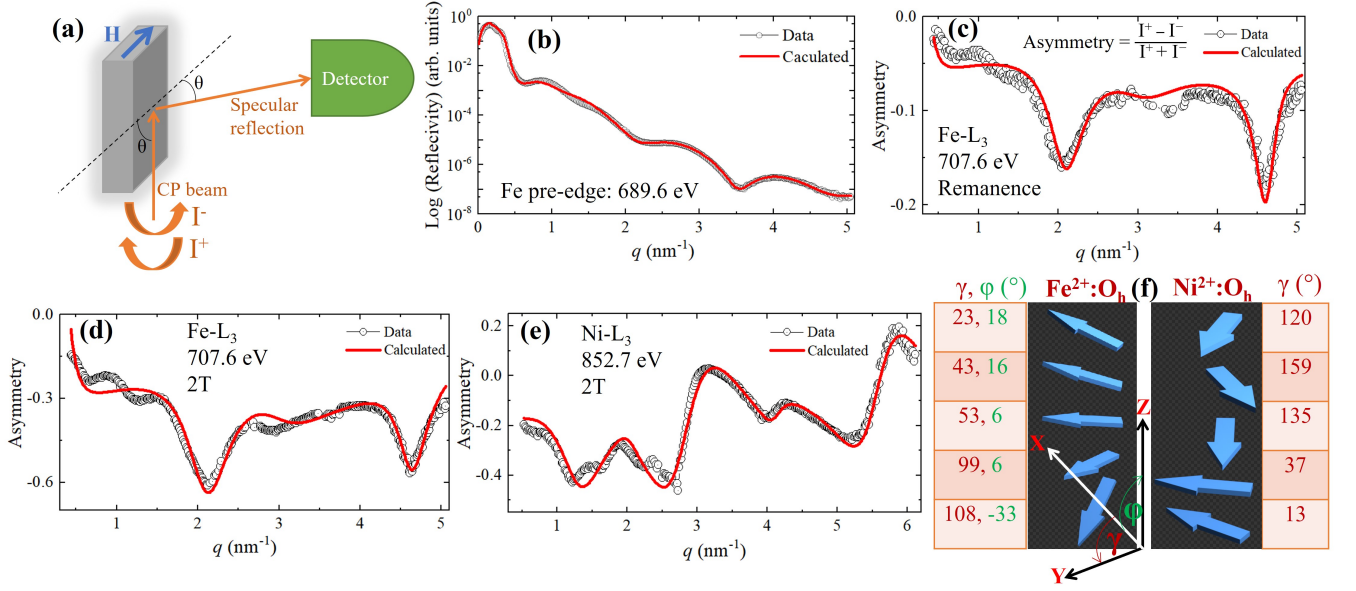 (a)
H
θ
Detector
Specular
reflection
θ
CP beam
I⁻
I⁺
(b)
Data
Caculated
Fe pre-edge: 689.6 eV
Log (Reflecivity) (arb. units)
10⁰
10⁻²
10⁻⁴
10⁻⁶
10⁻⁸
0 1 2 3 4 5
q (nm⁻¹)
(c)
Asymmetry = (I⁺ − I⁻)/(I⁺ + I⁻)
Data
Calculated
Fe-L₃
707.6 eV
Remanence
Asymmetry
-0.0
-0.1
-0.2
1 2 3 4 5
q (nm⁻¹)
(d)
Fe-L₃
707.6 eV
2T
Data
Calculated
Asymmetry
0.0
-0.3
-0.6
1 2 3 4 5
q (nm⁻¹)
(e)
Ni-L₃
852.7 eV
2T
Data
Calculated
Asymmetry
0.2
0.0
-0.2
-0.4
1 2 3 4 5 6
q (nm⁻¹)
γ, φ (°) Fe²⁺:Oₕ (f) Ni²⁺:Oₕ γ (°)
23, 18 120
43, 16 159
53, 6 135
99, 6 37
108, -33 13
Z
X
φ
γ
Y